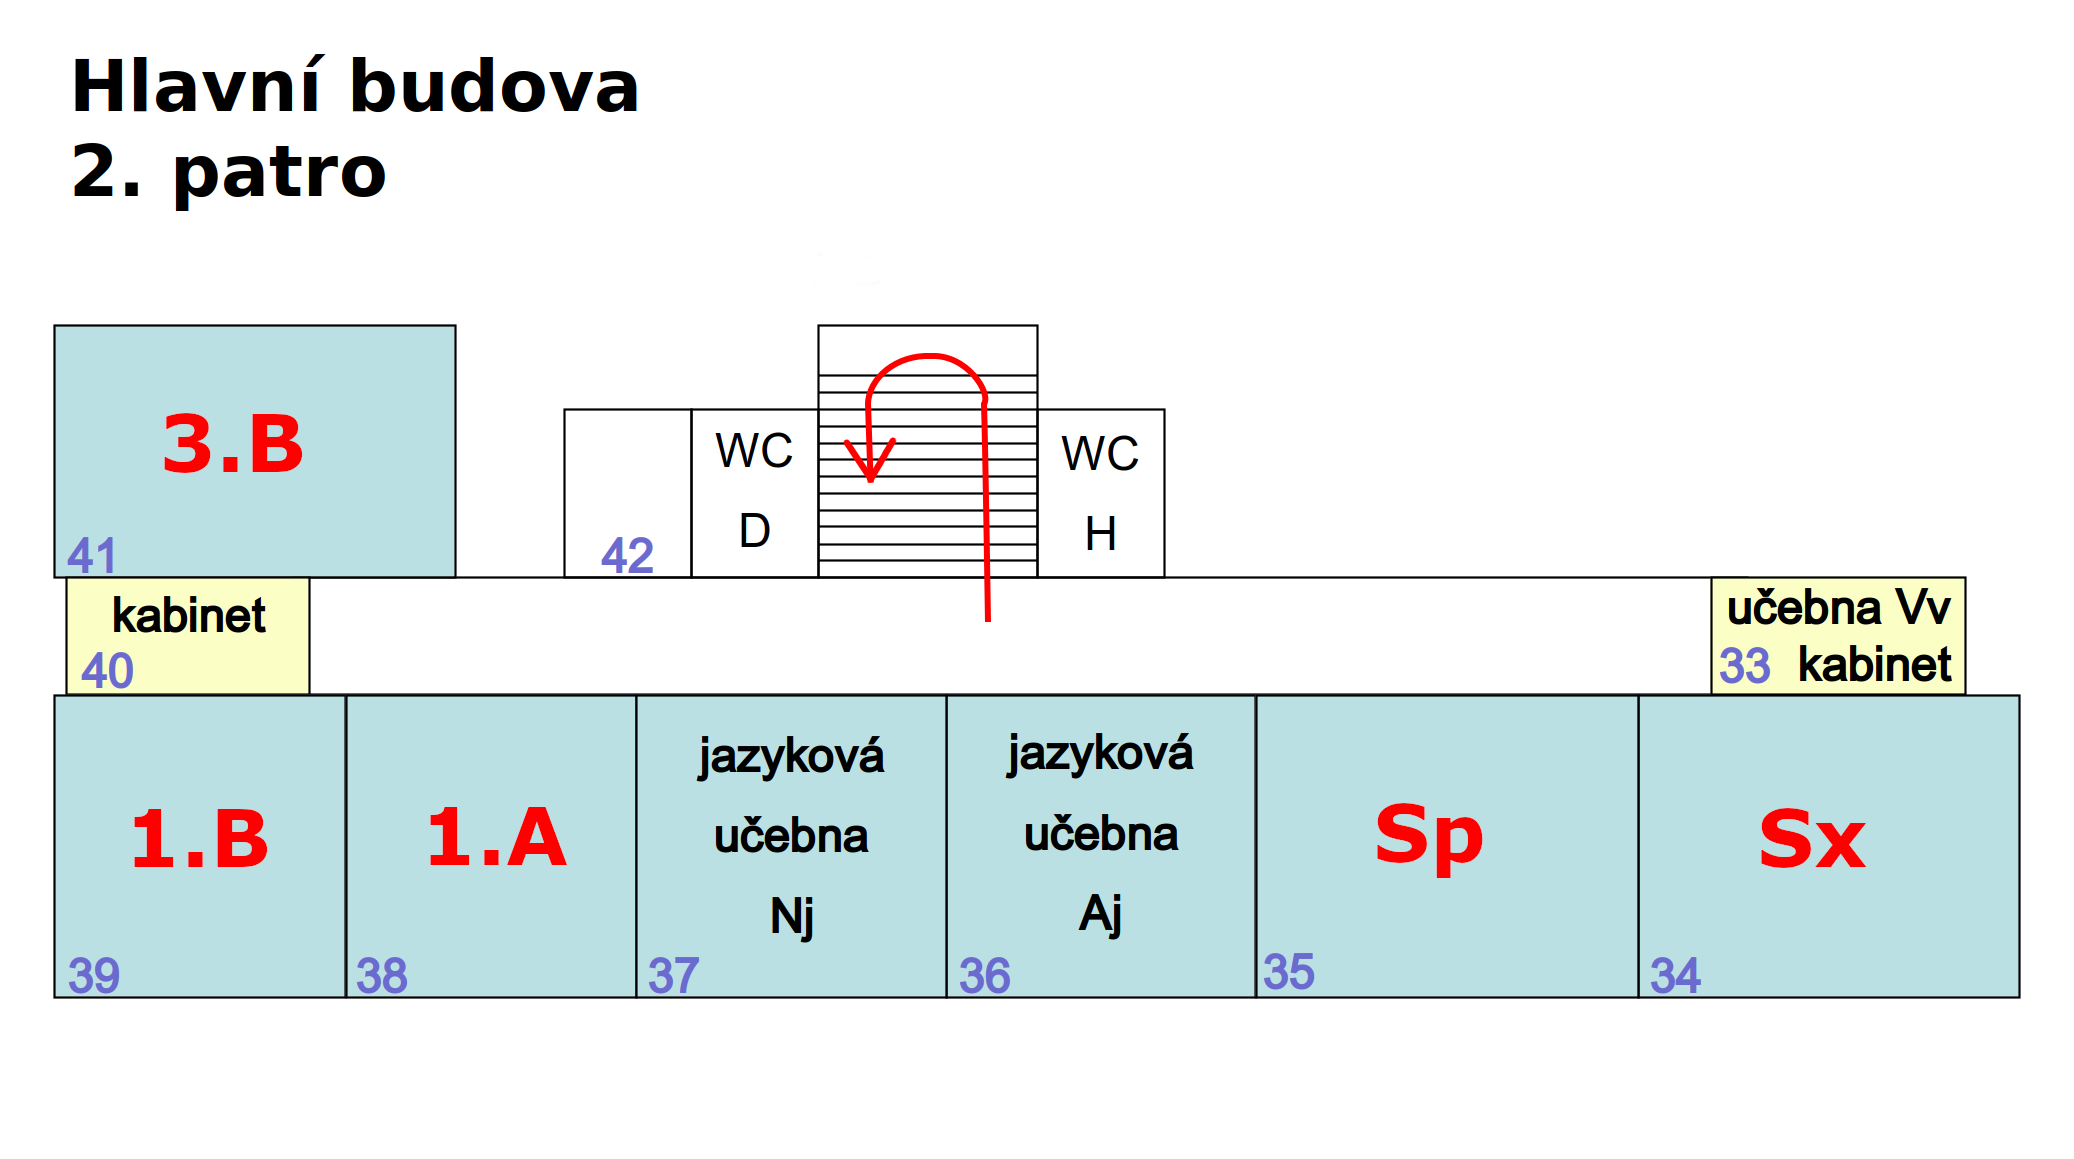 Hlavní budova
2. patro
3.B
41
42
WC
D
WC
H
kabinet
40
učebna Vv
33 kabinet
1.B
39
1.A
38
jazyková
učebna
Nj
37
jazyková
učebna
Aj
36
Sp
35
Sx
34